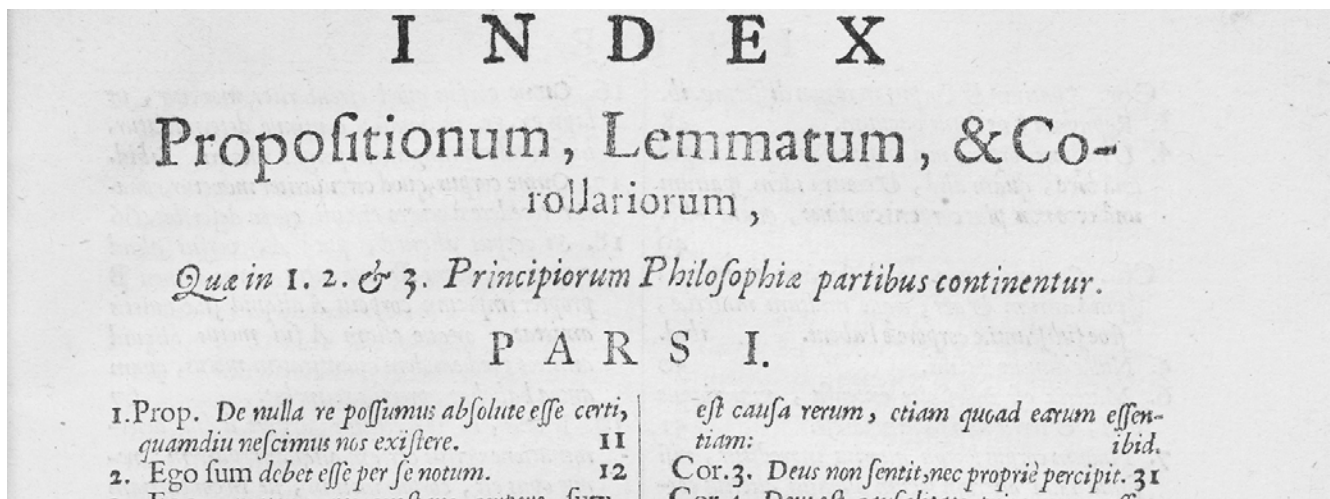 INDEX
Propositionum, Lemmatum, & Co-
rollariorum,
Quæ in 1. 2. & 3. Principiorum Philosophiæ partibus continentur.
PARS I.
1. Prop. De nulla re possumus absolute esse certi,
quamdiu nescimus nos existere. 11
2. Ego sum debet esse per se notum. 12
est causa rerum, etiam quoad earum essen-
tiam: ibid.
Cor. 3. Deus non sentit, nec propriè percipit. 31